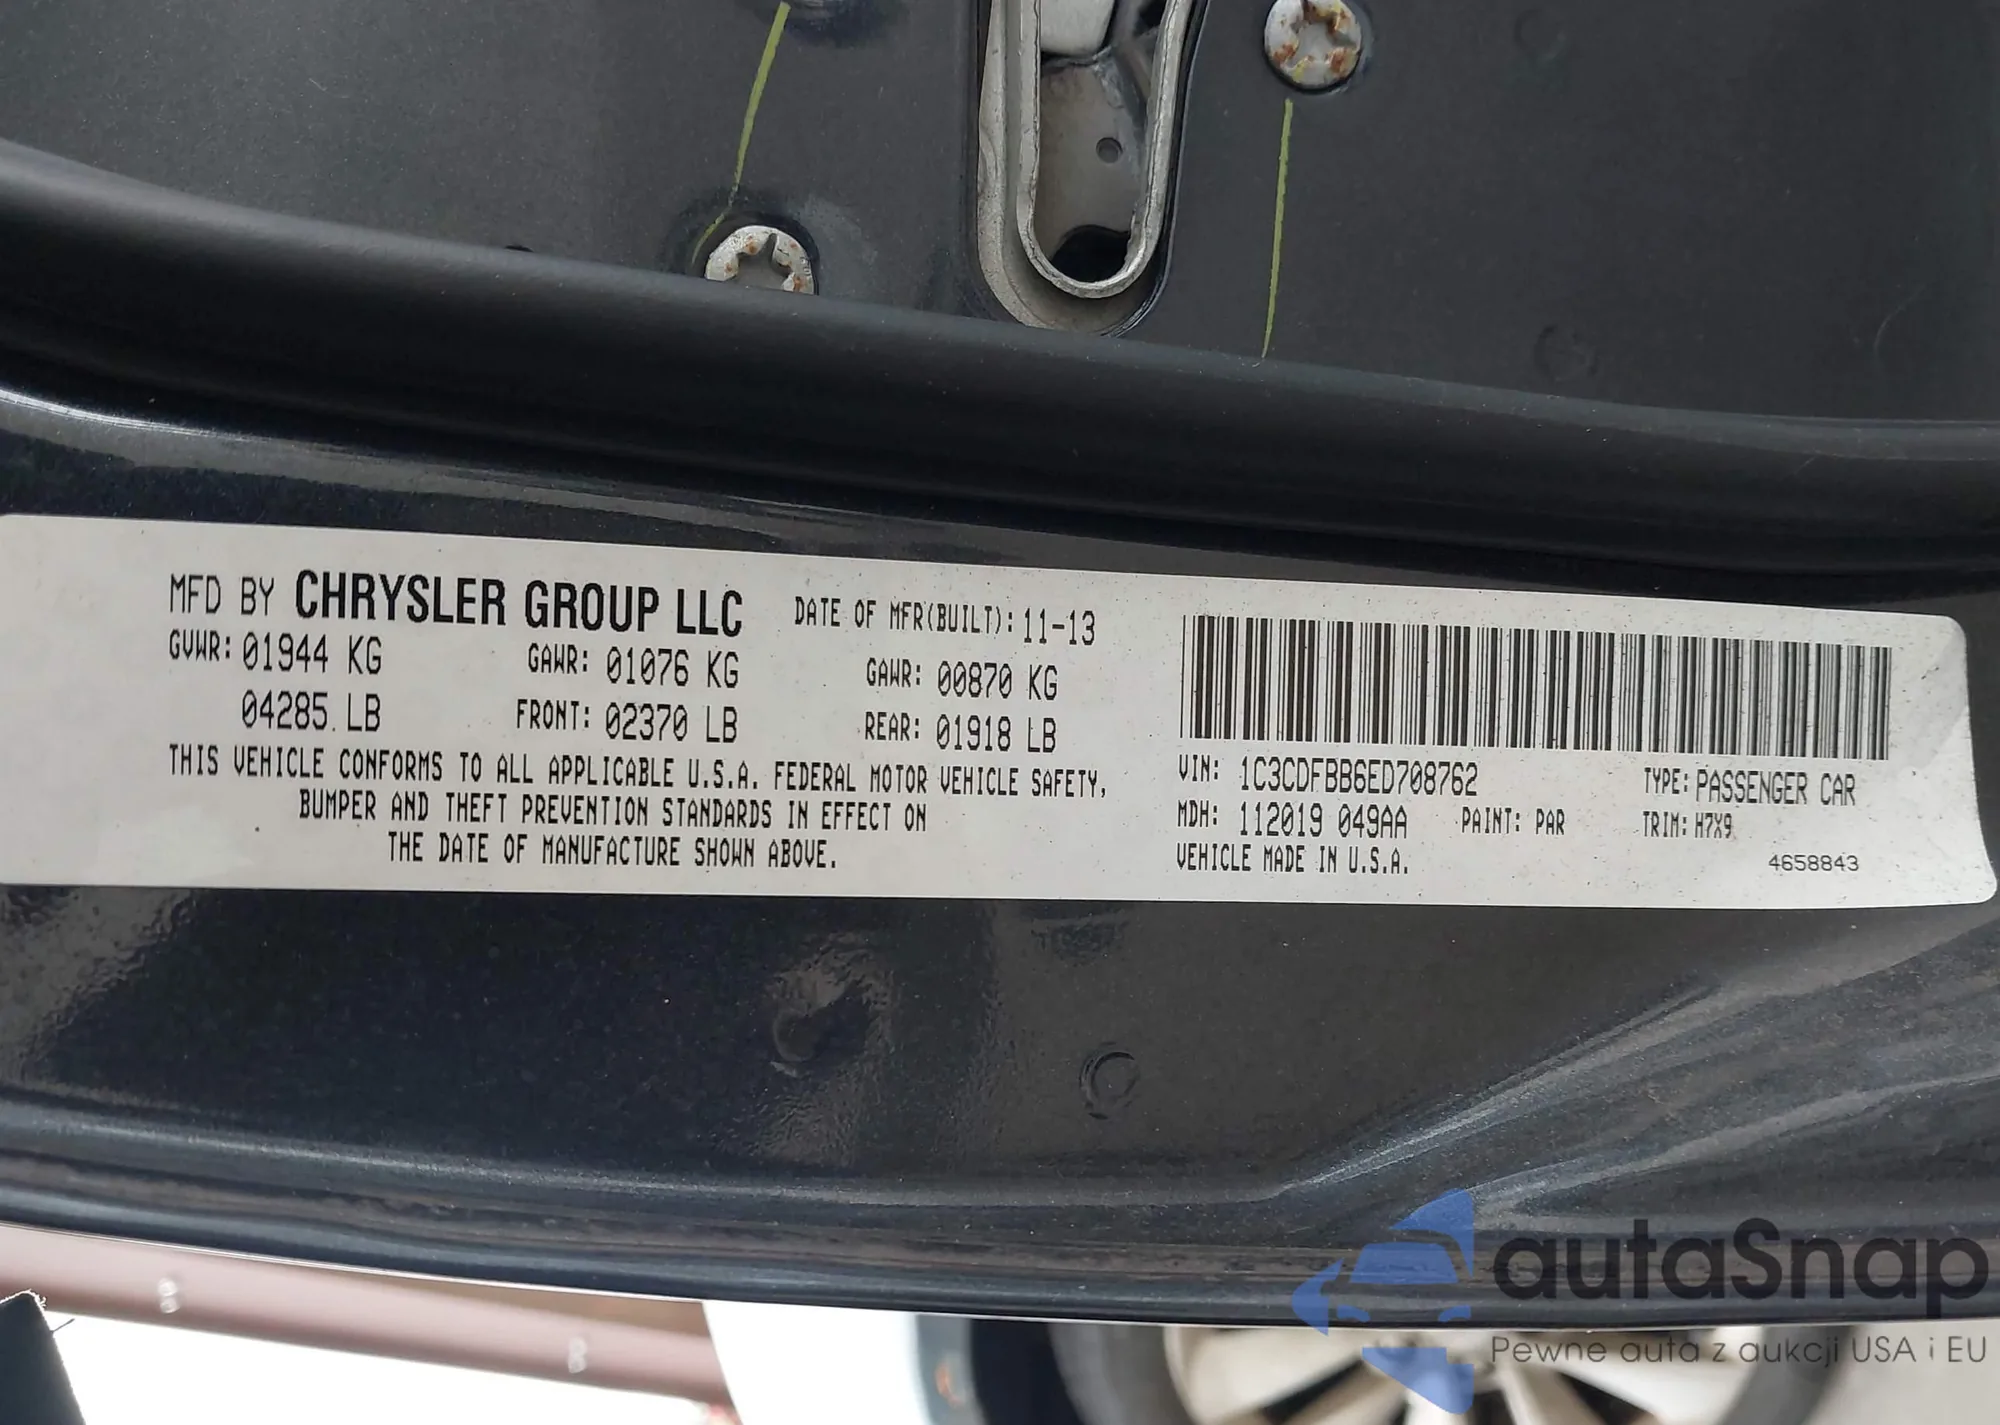 MFD BY CHRYSLER GROUP LLC DATE OF MFR(BUILT): 11-13
GVWR: 01944 KG GAWR: 01076 KG GAWR: 00870 KG
04285 LB FRONT: 02370 LB REAR: 01918 LB
THIS VEHICLE CONFORMS TO ALL APPLICABLE U.S.A. FEDERAL MOTOR VEHICLE SAFETY,
BUMPER AND THEFT PREVENTION STANDARDS IN EFFECT ON
THE DATE OF MANUFACTURE SHOWN ABOVE.
VIN: 1C3CDFBB6ED708762 TYPE: PASSENGER CAR
MDH: 112019 049AA PAINT: PAR TRIM: H7X9
VEHICLE MADE IN U.S.A. 4658843
autaSnap
Pewne auta z aukcji USA i EU